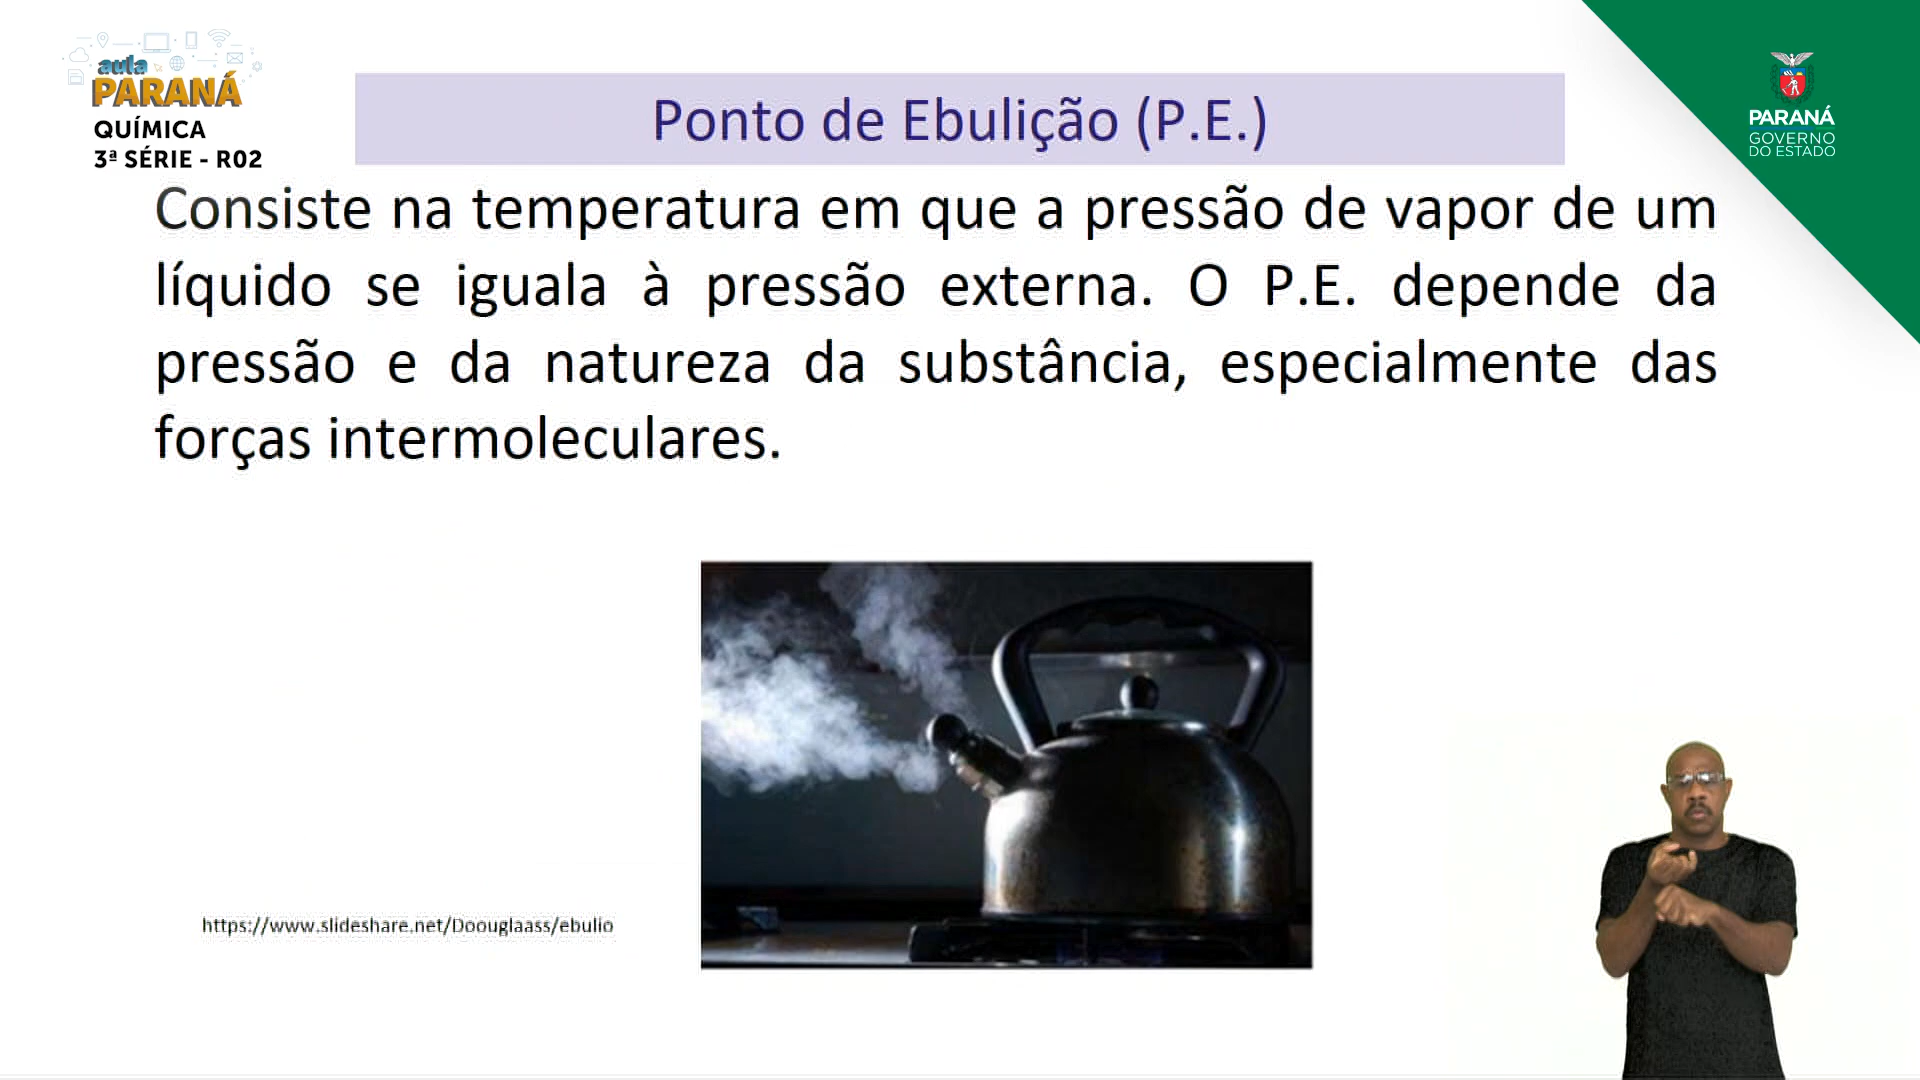 aula
PARANÁ
QUÍMICA
3ª SÉRIE - R02
Ponto de Ebulição (P.E.)
PARANÁ
GOVERNO
DO ESTADO
Consiste na temperatura em que a pressão de vapor de um
líquido se iguala à pressão externa. O P.E. depende da
pressão e da natureza da substância, especialmente das
forças intermoleculares.
https://www.slideshare.net/Doouglaass/ebulio